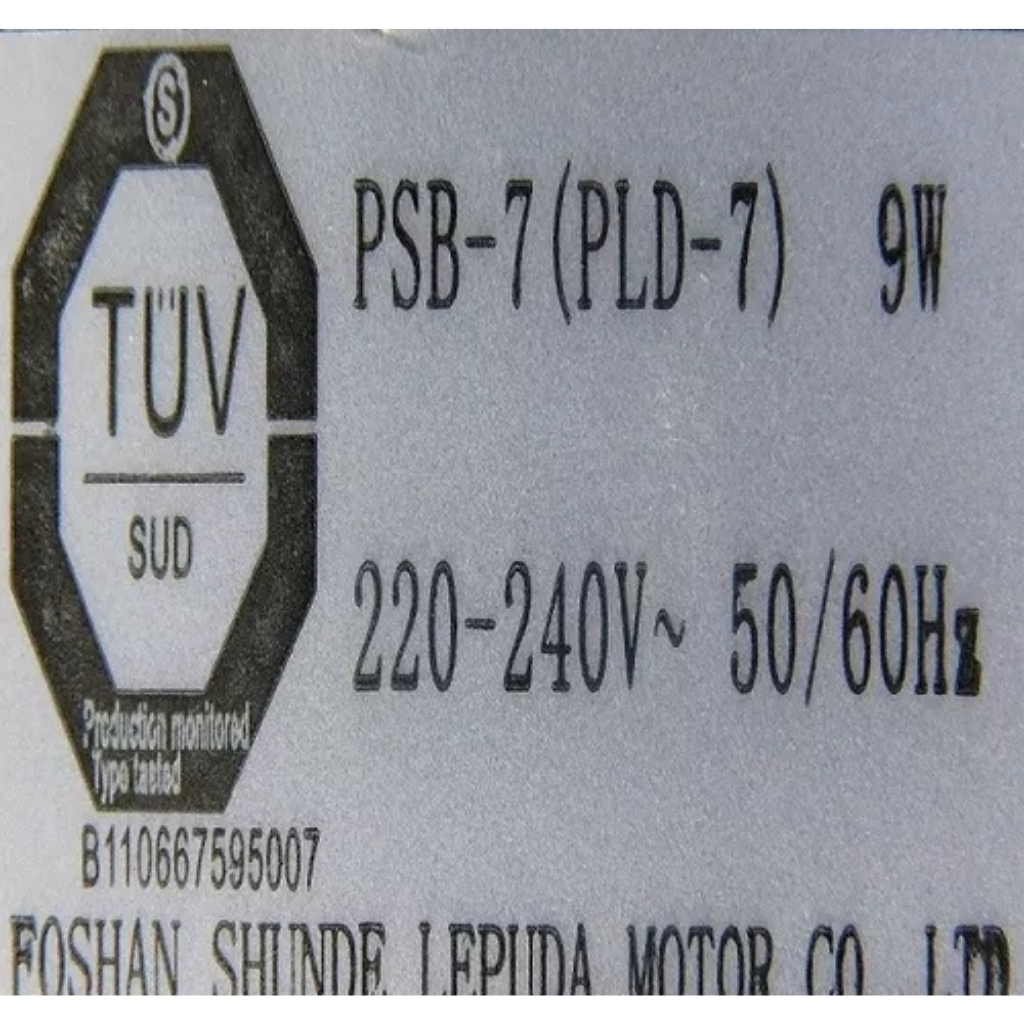 S
PSB-7(PLD-7) 9W
TÜV
SUD
220-240V~ 50/60Hz
Production monitored
Type tested
B110667595007
FOSHAN SHUNDE LEPUDA MOTOR CO. LTD